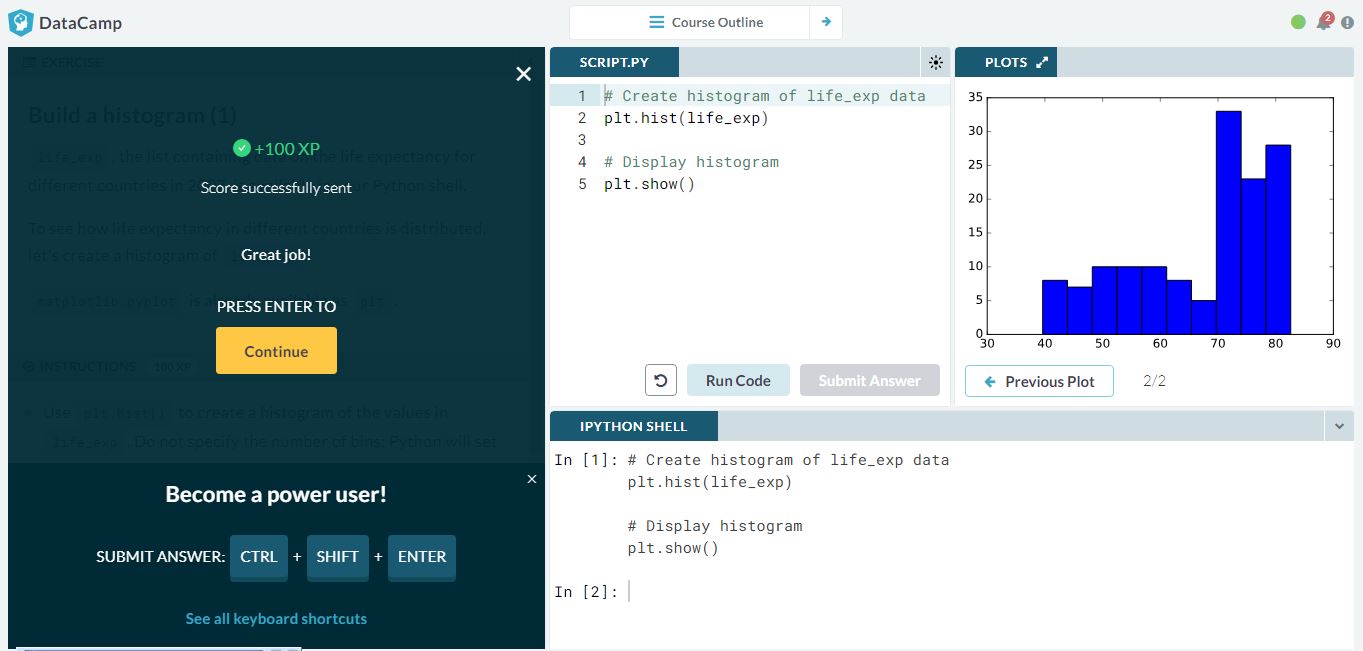 DataCamp
Course Outline
2
EXERCISE
Build a histogram (1)
life_exp, the list containing data on the life expectancy for
different countries in
Python shell.
To see how life expectancy in different countries is distributed,
let's create a histogram of
matplotlib.pyplot is
as plt.
INSTRUCTIONS 100 XP
Use plt.hist() to create a histogram of the values in
life_exp. Do not specify the number of bins; Python will set
+100 XP
Score successfully sent
Great job!
PRESS ENTER TO
Continue
Become a power user!
SUBMIT ANSWER: CTRL + SHIFT + ENTER
See all keyboard shortcuts
SCRIPT.PY
1 # Create histogram of life_exp data
2 plt.hist(life_exp)
3
4 # Display histogram
5 plt.show()
Run Code
Submit Answer
PLOTS
35
30
25
20
15
10
5
0
30 40 50 60 70 80 90
Previous Plot
2/2
IPYTHON SHELL
In [1]: # Create histogram of life_exp data
plt.hist(life_exp)
# Display histogram
plt.show()
In [2]: